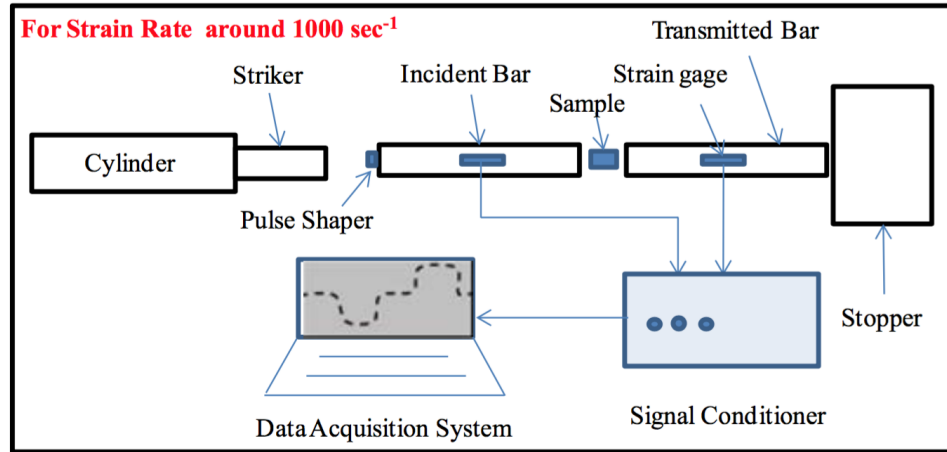 For Strain Rate around 1000 sec-1
Transmitted Bar
Striker
Incident Bar
Strain gage
Sample
Cylinder
Pulse Shaper
Stopper
Signal Conditioner
Data Acquisition System